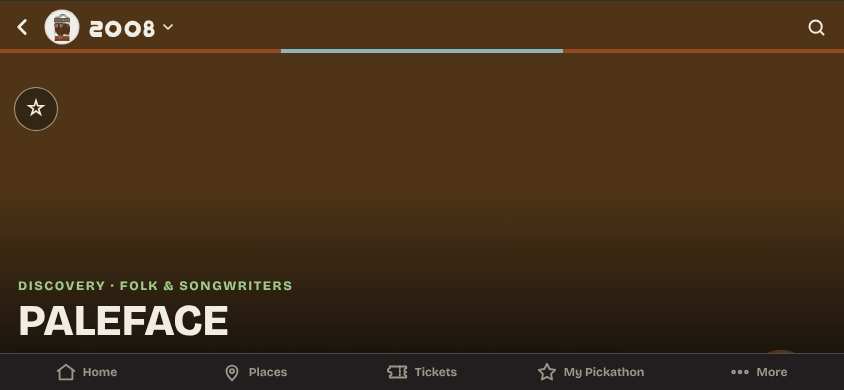 2008
DISCOVERY · FOLK & SONGWRITERS
PALEFACE
Home
Places
Tickets
My Pickathon
More